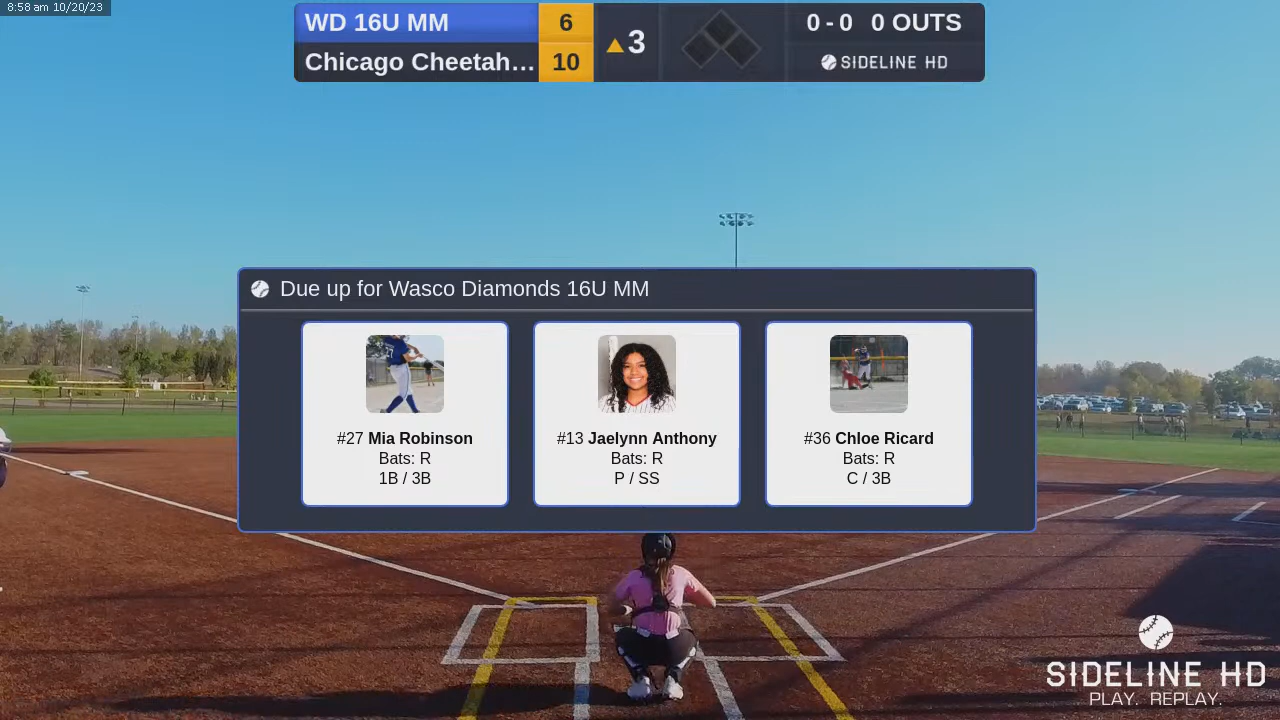 8:58 am 10/20/23
WD 16U MM 6
Chicago Cheetah... 10
▲3
0 - 0 0 OUTS
SIDELINE HD
Due up for Wasco Diamonds 16U MM
#27 Mia Robinson
Bats: R
1B / 3B
#13 Jaelynn Anthony
Bats: R
P / SS
#36 Chloe Ricard
Bats: R
C / 3B
SIDELINE HD
PLAY. REPLAY.